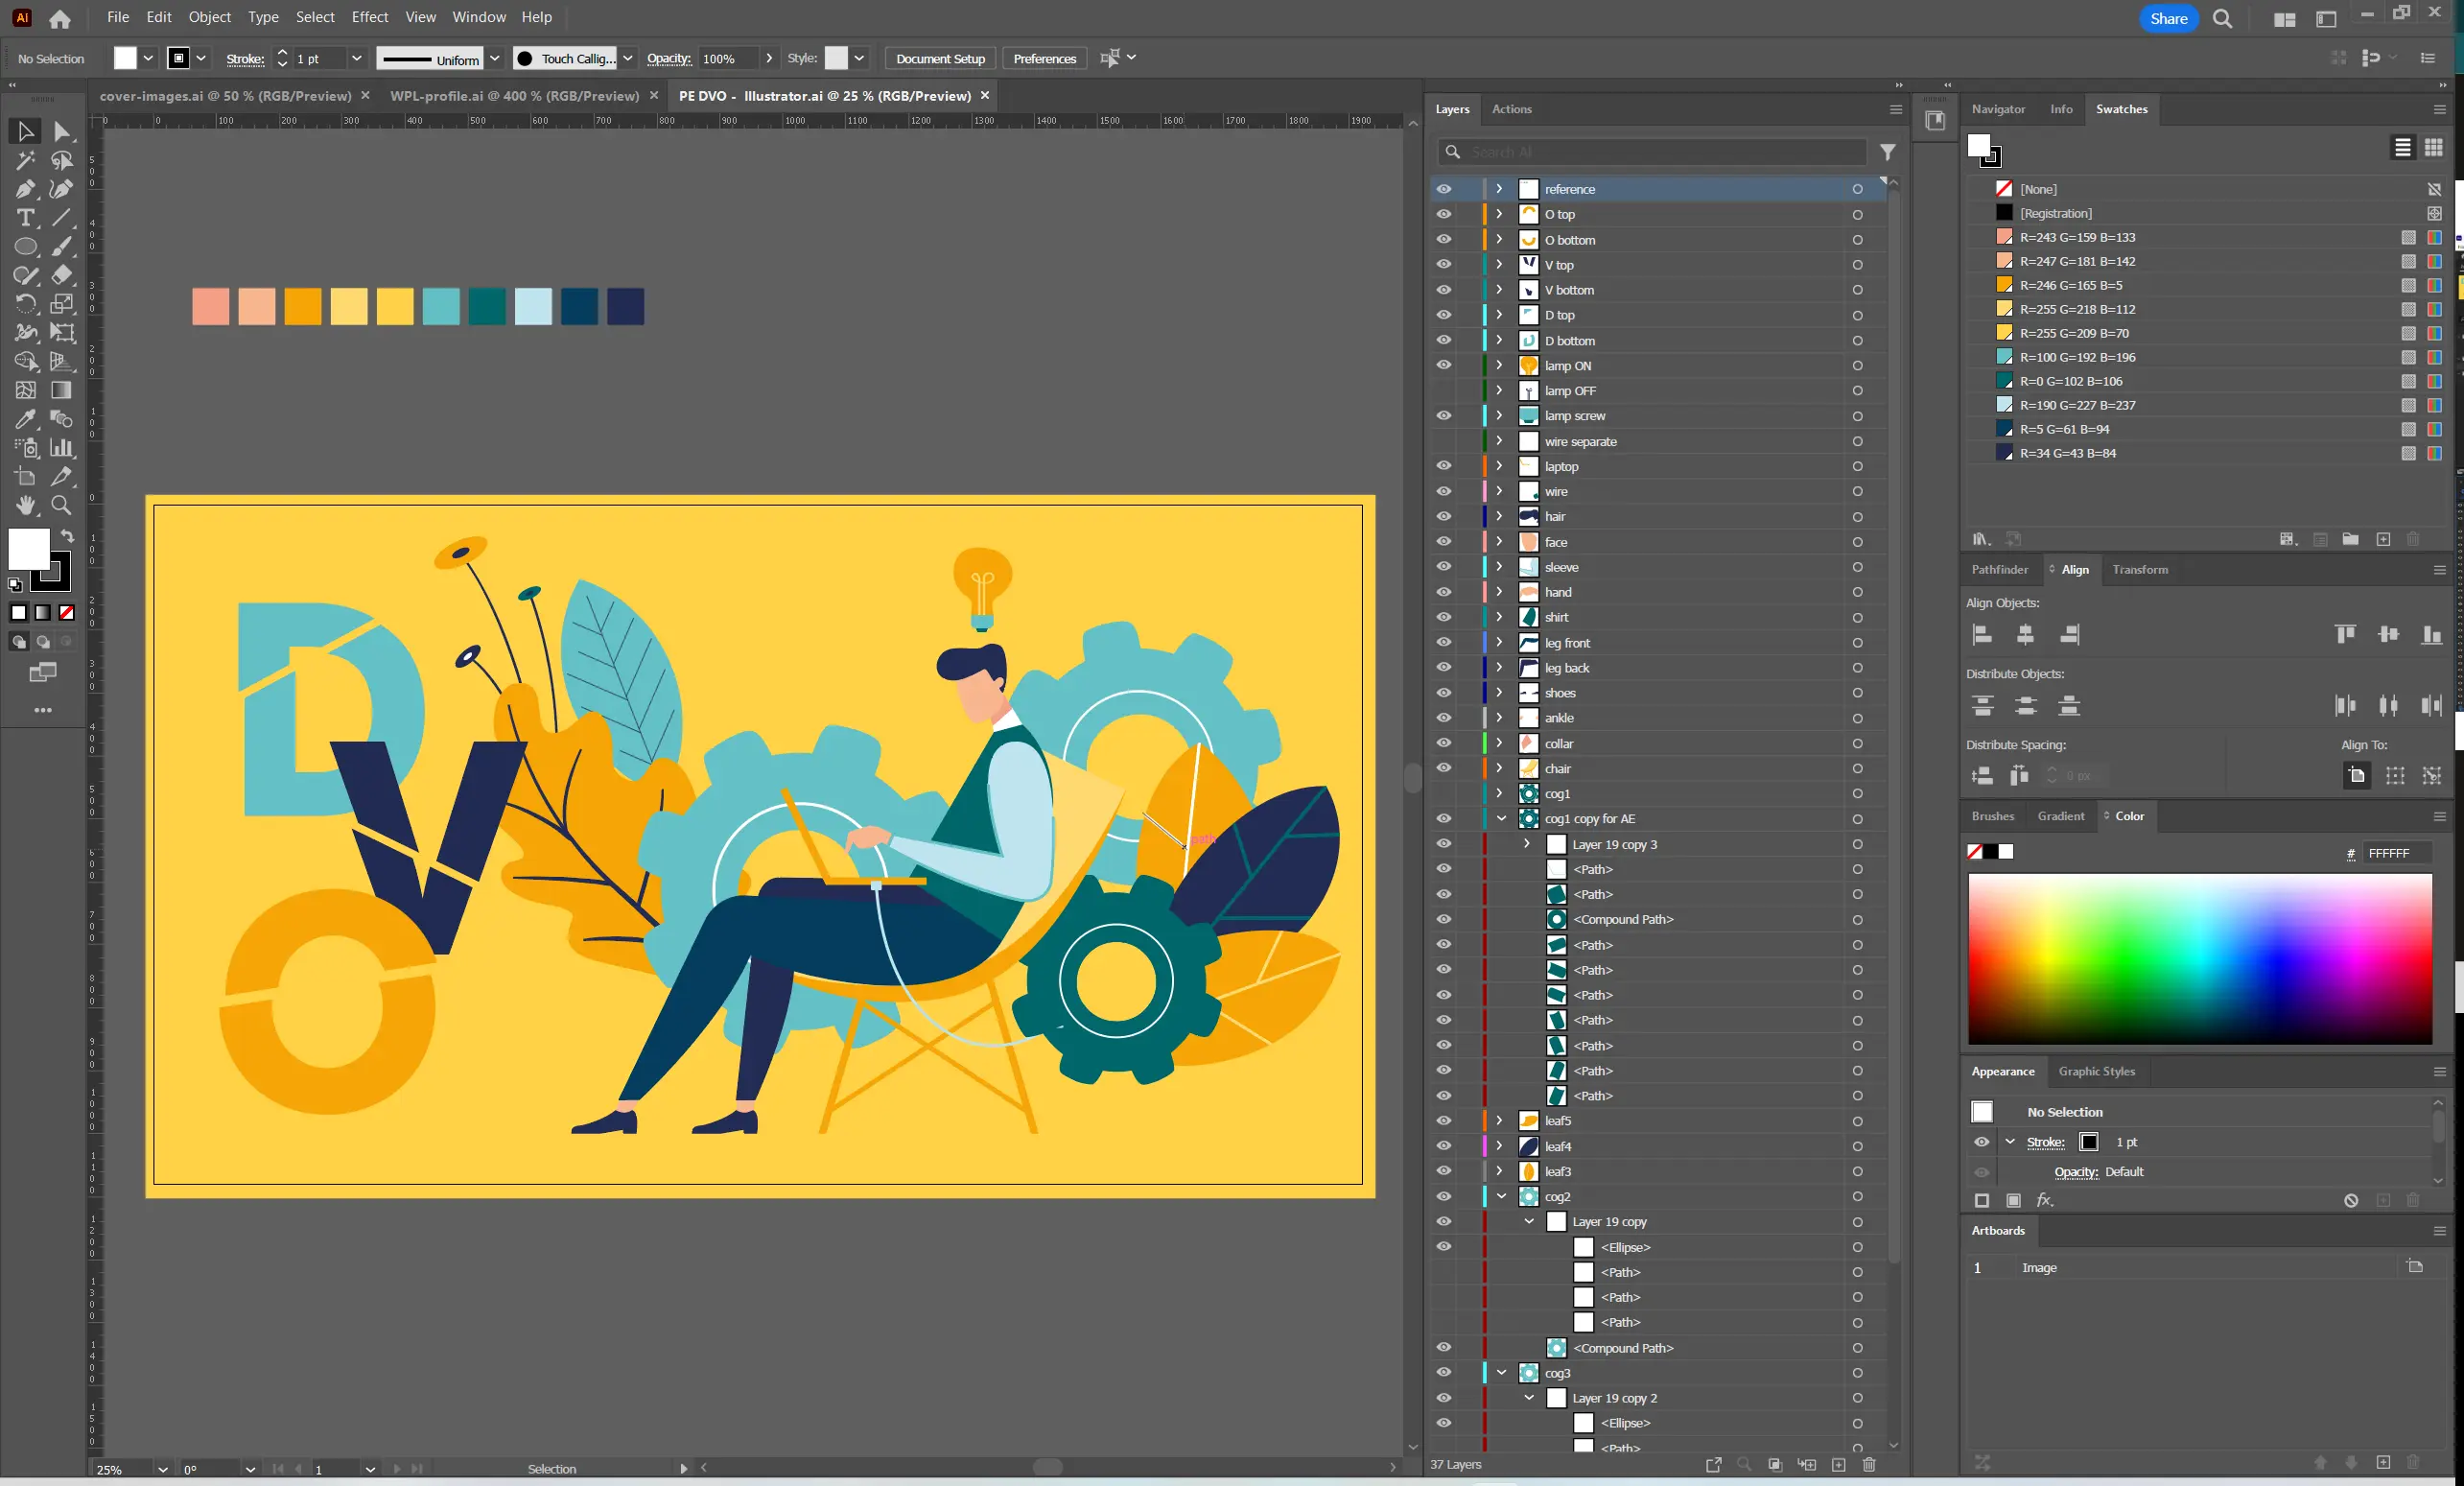 Ai File Edit Object Type Select Effect View Window Help Share
No Selection Stroke: 1 pt Uniform Touch Callig... Opacity: 100% Style: Document Setup Preferences
cover-images.ai @ 50 % (RGB/Preview) WPL-profile.ai @ 400 % (RGB/Preview) PE DVO - Illustrator.ai @ 25 % (RGB/Preview)
0 100 200 300 400 500 600 700 800 900 1000 1100 1200 1300 1400 1500 1600 1700 1800 1900
D
V
O
path
25% 0° 1 Selection
Layers Actions
Search All
reference
O top
O bottom
V top
V bottom
D top
D bottom
lamp ON
lamp OFF
lamp screw
wire separate
laptop
wire
hair
face
sleeve
hand
shirt
leg front
leg back
shoes
ankle
collar
chair
cog1
cog1 copy for AE
Layer 19 copy 3
<Path>
<Path>
<Compound Path>
<Path>
<Path>
<Path>
<Path>
<Path>
<Path>
<Path>
leaf5
leaf4
leaf3
cog2
Layer 19 copy
<Ellipse>
<Path>
<Path>
<Path>
<Compound Path>
cog3
Layer 19 copy 2
<Ellipse>
<Path>
37 Layers
Navigator Info Swatches
[None]
[Registration]
R=243 G=159 B=133
R=247 G=181 B=142
R=246 G=165 B=5
R=255 G=218 B=112
R=255 G=209 B=70
R=100 G=192 B=196
R=0 G=102 B=106
R=190 G=227 B=237
R=5 G=61 B=94
R=34 G=43 B=84
Pathfinder Align Transform
Align Objects:
Distribute Objects:
Distribute Spacing: Align To:
0 px
Brushes Gradient Color
# FFFFFF
Appearance Graphic Styles
No Selection
Stroke: 1 pt
Opacity: Default
fx
Artboards
1 Image